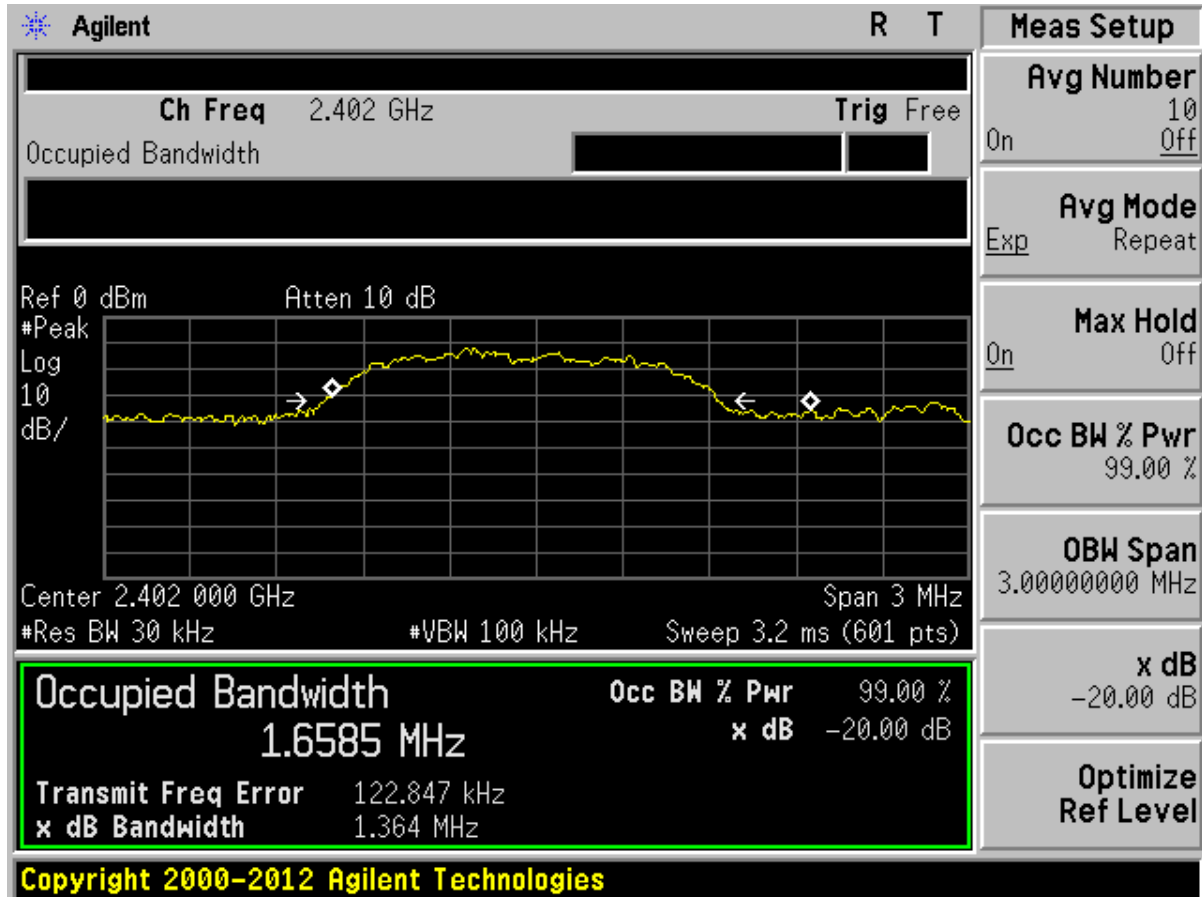 Agilent R T
Ch Freq 2.402 GHz Trig Free
Occupied Bandwidth
Ref 0 dBm Atten 10 dB
#Peak
Log
10
dB/
Center 2.402 000 GHz Span 3 MHz
#Res BW 30 kHz #VBW 100 kHz Sweep 3.2 ms (601 pts)
Occupied Bandwidth
1.6585 MHz
Occ BW % Pwr 99.00 %
x dB -20.00 dB
Transmit Freq Error 122.847 kHz
x dB Bandwidth 1.364 MHz
Meas Setup
Avg Number
10
On Off
Avg Mode
Exp Repeat
Max Hold
On Off
Occ BW % Pwr
99.00 %
OBW Span
3.00000000 MHz
x dB
-20.00 dB
Optimize
Ref Level
Copyright 2000-2012 Agilent Technologies